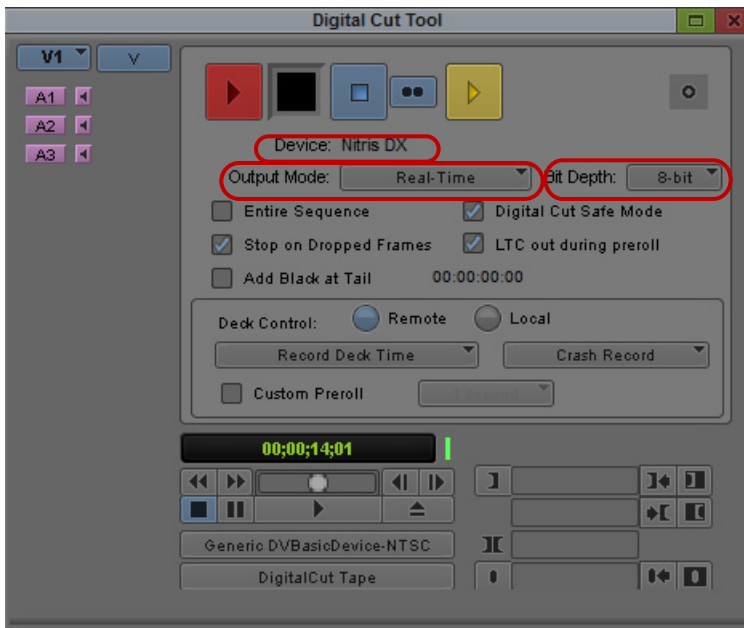 Digital Cut Tool
V1 V
A1
A2
A3
Device: Nitris DX
Output Mode: Real-Time Bit Depth: 8-bit
Entire Sequence Digital Cut Safe Mode
Stop on Dropped Frames LTC out during preroll
Add Black at Tail 00:00:00:00
Deck Control: Remote Local
Record Deck Time Crash Record
Custom Preroll 1 second
00;00;14;01
Generic DVBasicDevice-NTSC
DigitalCut Tape